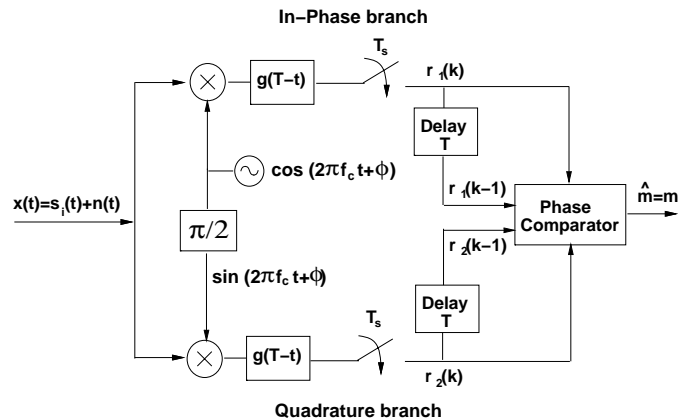 In–Phase branch
T_s
g(T–t)
r_1(k)
Delay
T
cos (2πf_c t+ϕ)
r_1(k–1)
x(t)=s_i(t)+n(t)
π/2
Phase
Comparator
m̂=m
r_2(k–1)
sin (2πf_c t+ϕ)
Delay
T
T_s
g(T–t)
r_2(k)
Quadrature branch